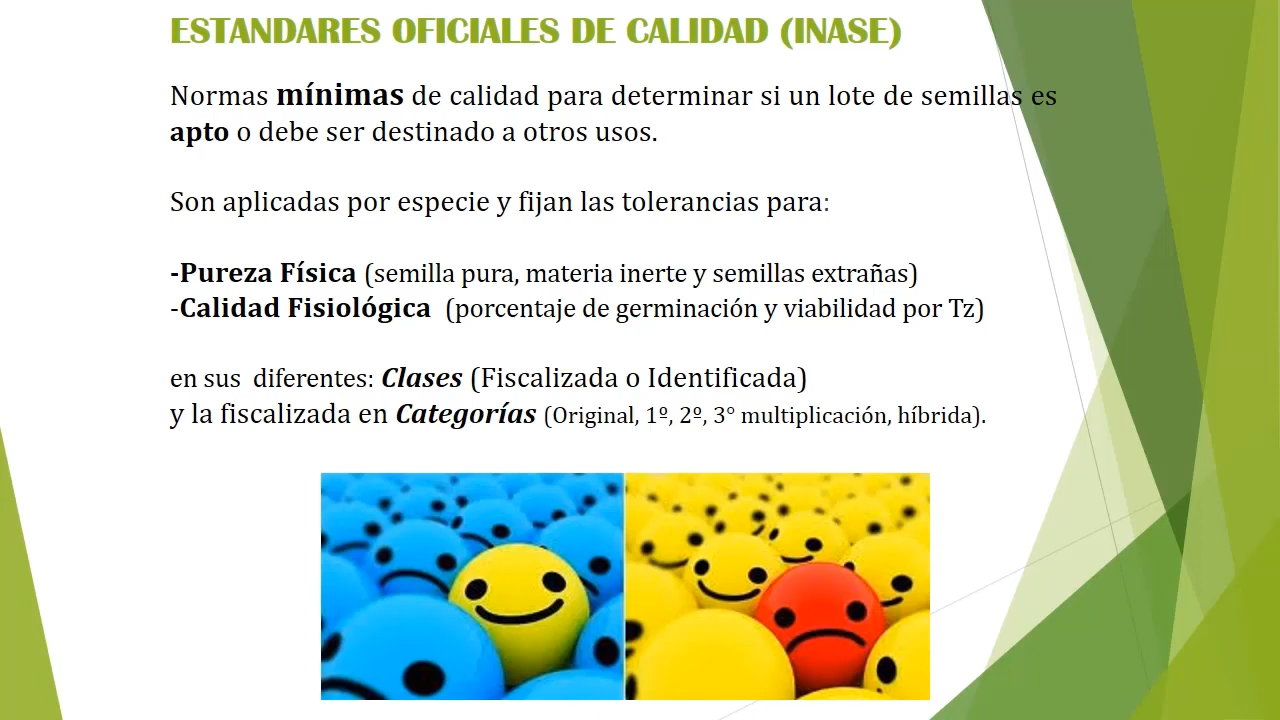 ESTANDARES OFICIALES DE CALIDAD (INASE)
Normas mínimas de calidad para determinar si un lote de semillas es
apto o debe ser destinado a otros usos.
Son aplicadas por especie y fijan las tolerancias para:
-Pureza Física (semilla pura, materia inerte y semillas extrañas)
-Calidad Fisiológica (porcentaje de germinación y viabilidad por Tz)
en sus diferentes: Clases (Fiscalizada o Identificada)
y la fiscalizada en Categorías (Original, 1º, 2º, 3° multiplicación, híbrida).